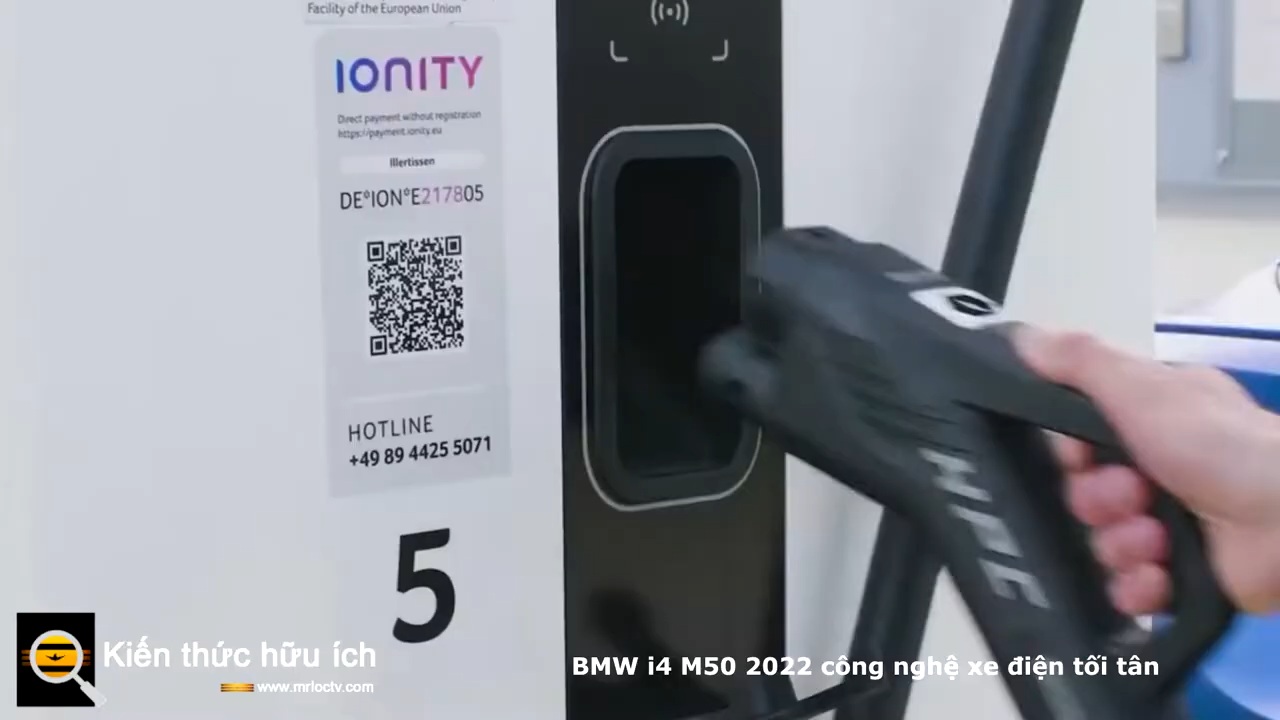 Facility of the European Union
IONITY
Direct payment without registration
https://payment.ionity.eu
Illertissen
DE*ION*E217805
HOTLINE
+49 89 4425 5071
5
Kiến thức hữu ích
www.mrloctv.com
BMW i4 M50 2022 công nghệ xe điện tối tân